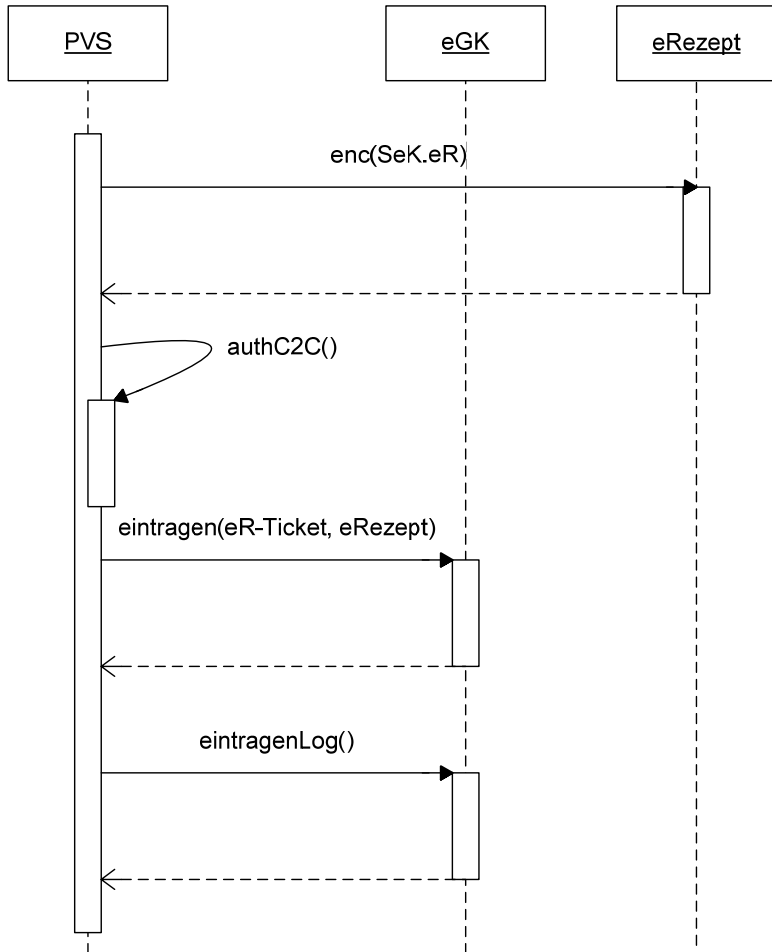 PVS
eGK
eRezept
enc(SeK.eR)
authC2C()
eintragen(eR-Ticket, eRezept)
eintragenLog()